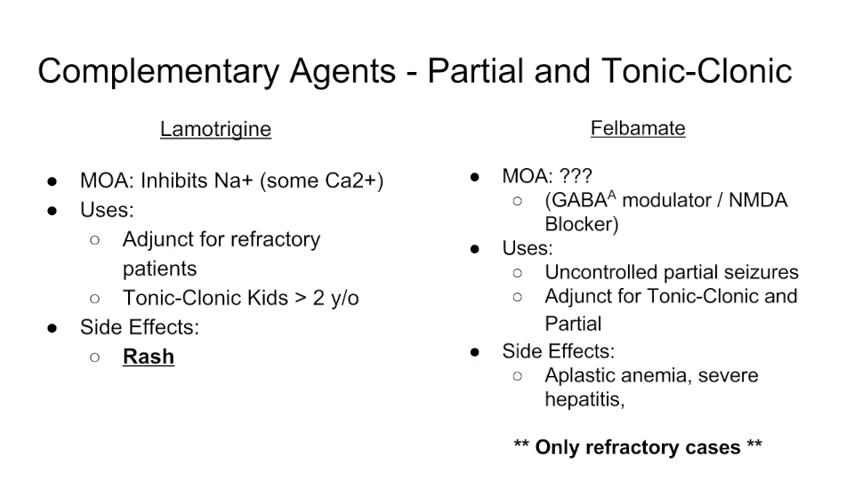 Complementary Agents - Partial and Tonic-Clonic
Lamotrigine
● MOA: Inhibits Na+ (some Ca2+)
● Uses:
○ Adjunct for refractory
patients
○ Tonic-Clonic Kids > 2 y/o
● Side Effects:
○ Rash
Felbamate
● MOA: ???
○ (GABAᴬ modulator / NMDA
Blocker)
● Uses:
○ Uncontrolled partial seizures
○ Adjunct for Tonic-Clonic and
Partial
● Side Effects:
○ Aplastic anemia, severe
hepatitis,
** Only refractory cases **